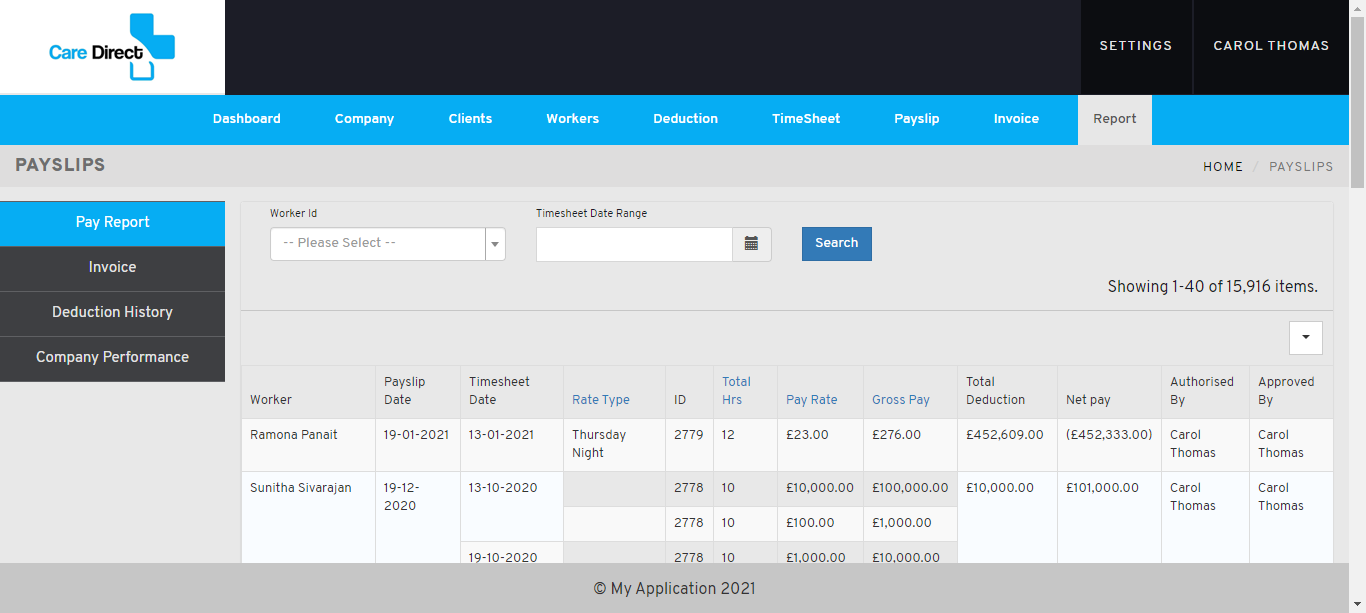 Care Direct
SETTINGS
CAROL THOMAS
Dashboard
Company
Clients
Workers
Deduction
TimeSheet
Payslip
Invoice
Report
PAYSLIPS
HOME / PAYSLIPS
Pay Report
Invoice
Deduction History
Company Performance
Worker Id
Timesheet Date Range
-- Please Select --
Search
Showing 1-40 of 15,916 items.
Worker
Payslip
Date
Timesheet
Date
Rate Type
ID
Total
Hrs
Pay Rate
Gross Pay
Total
Deduction
Net pay
Authorised
By
Approved
By
Ramona Panait
19-01-2021
13-01-2021
Thursday
Night
2779
12
£23.00
£276.00
£452,609.00
(£452,333.00)
Carol
Thomas
Carol
Thomas
Sunitha Sivarajan
19-12-
2020
13-10-2020
2778
10
£10,000.00
£100,000.00
£10,000.00
£101,000.00
Carol
Thomas
Carol
Thomas
2778
10
£100.00
£1,000.00
19-10-2020
2778
10
£1,000.00
£10,000.00
© My Application 2021